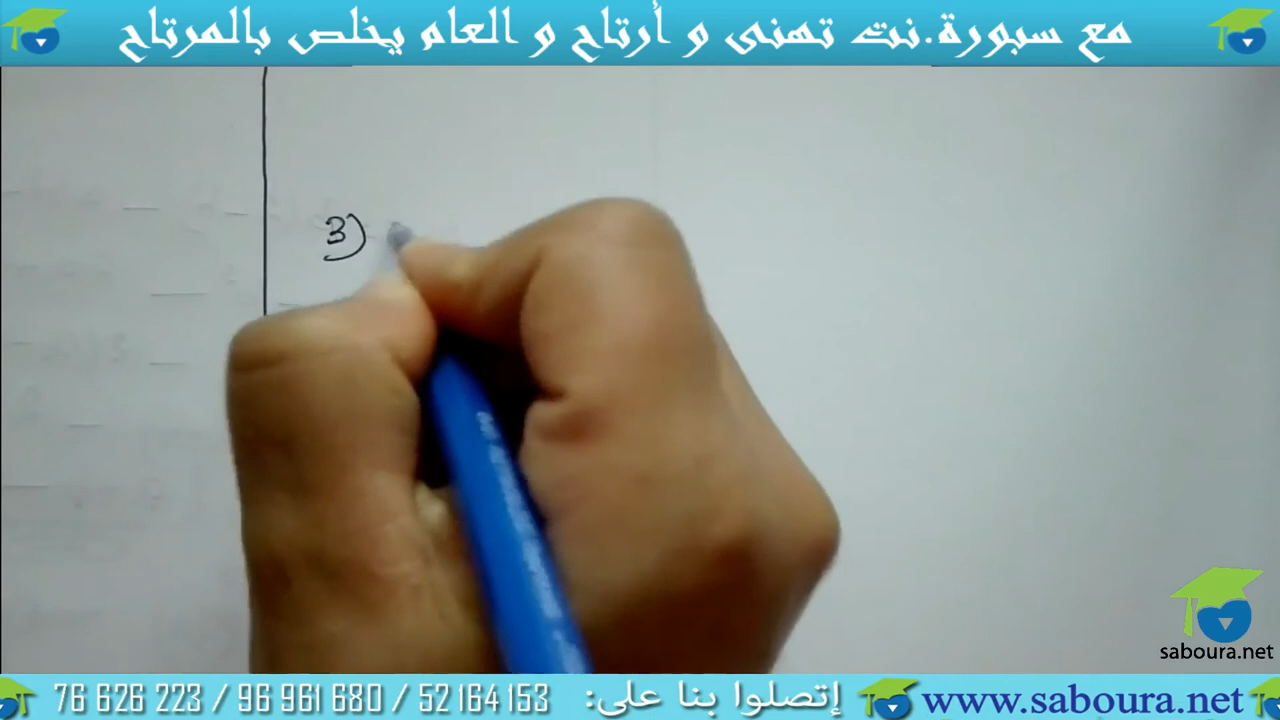 مع سبورة.نت تهنى و أرتاح و العام يخلص بالمرتاح
3)
saboura.net
76 626 223 / 96 961 680 / 52 164 153 إتصلوا بنا على:
www.saboura.net